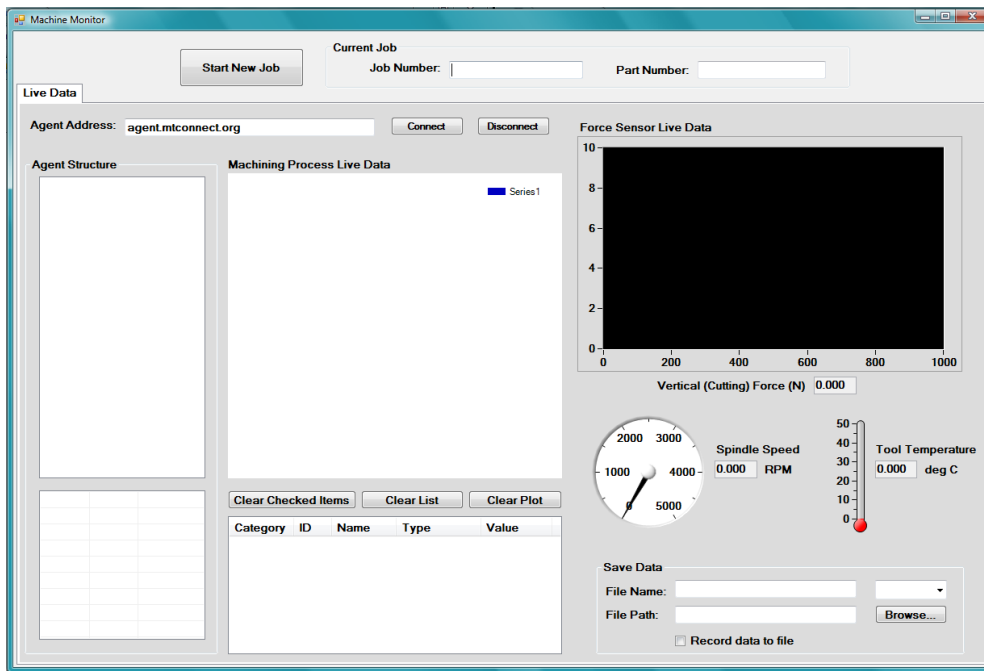 Machine Monitor
Start New Job
Current Job
Job Number:
Part Number:
Live Data
Agent Address: agent.mtconnect.org
Connect
Disconnect
Agent Structure
Machining Process Live Data
Series1
Clear Checked Items
Clear List
Clear Plot
Category ID Name Type Value
Force Sensor Live Data
10
8
6
4
2
0
0 200 400 600 800 1000
Vertical (Cutting) Force (N) 0.000
2000 3000
1000 4000
0 5000
Spindle Speed
0.000 RPM
50
40
30
20
10
0
Tool Temperature
0.000 deg C
Save Data
File Name:
File Path:
Browse...
Record data to file